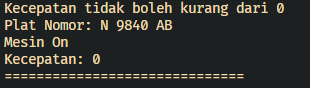 Kecepatan tidak boleh kurang dari 0
Plat Nomor: N 9840 AB
Mesin On
Kecepatan: 0
==============================